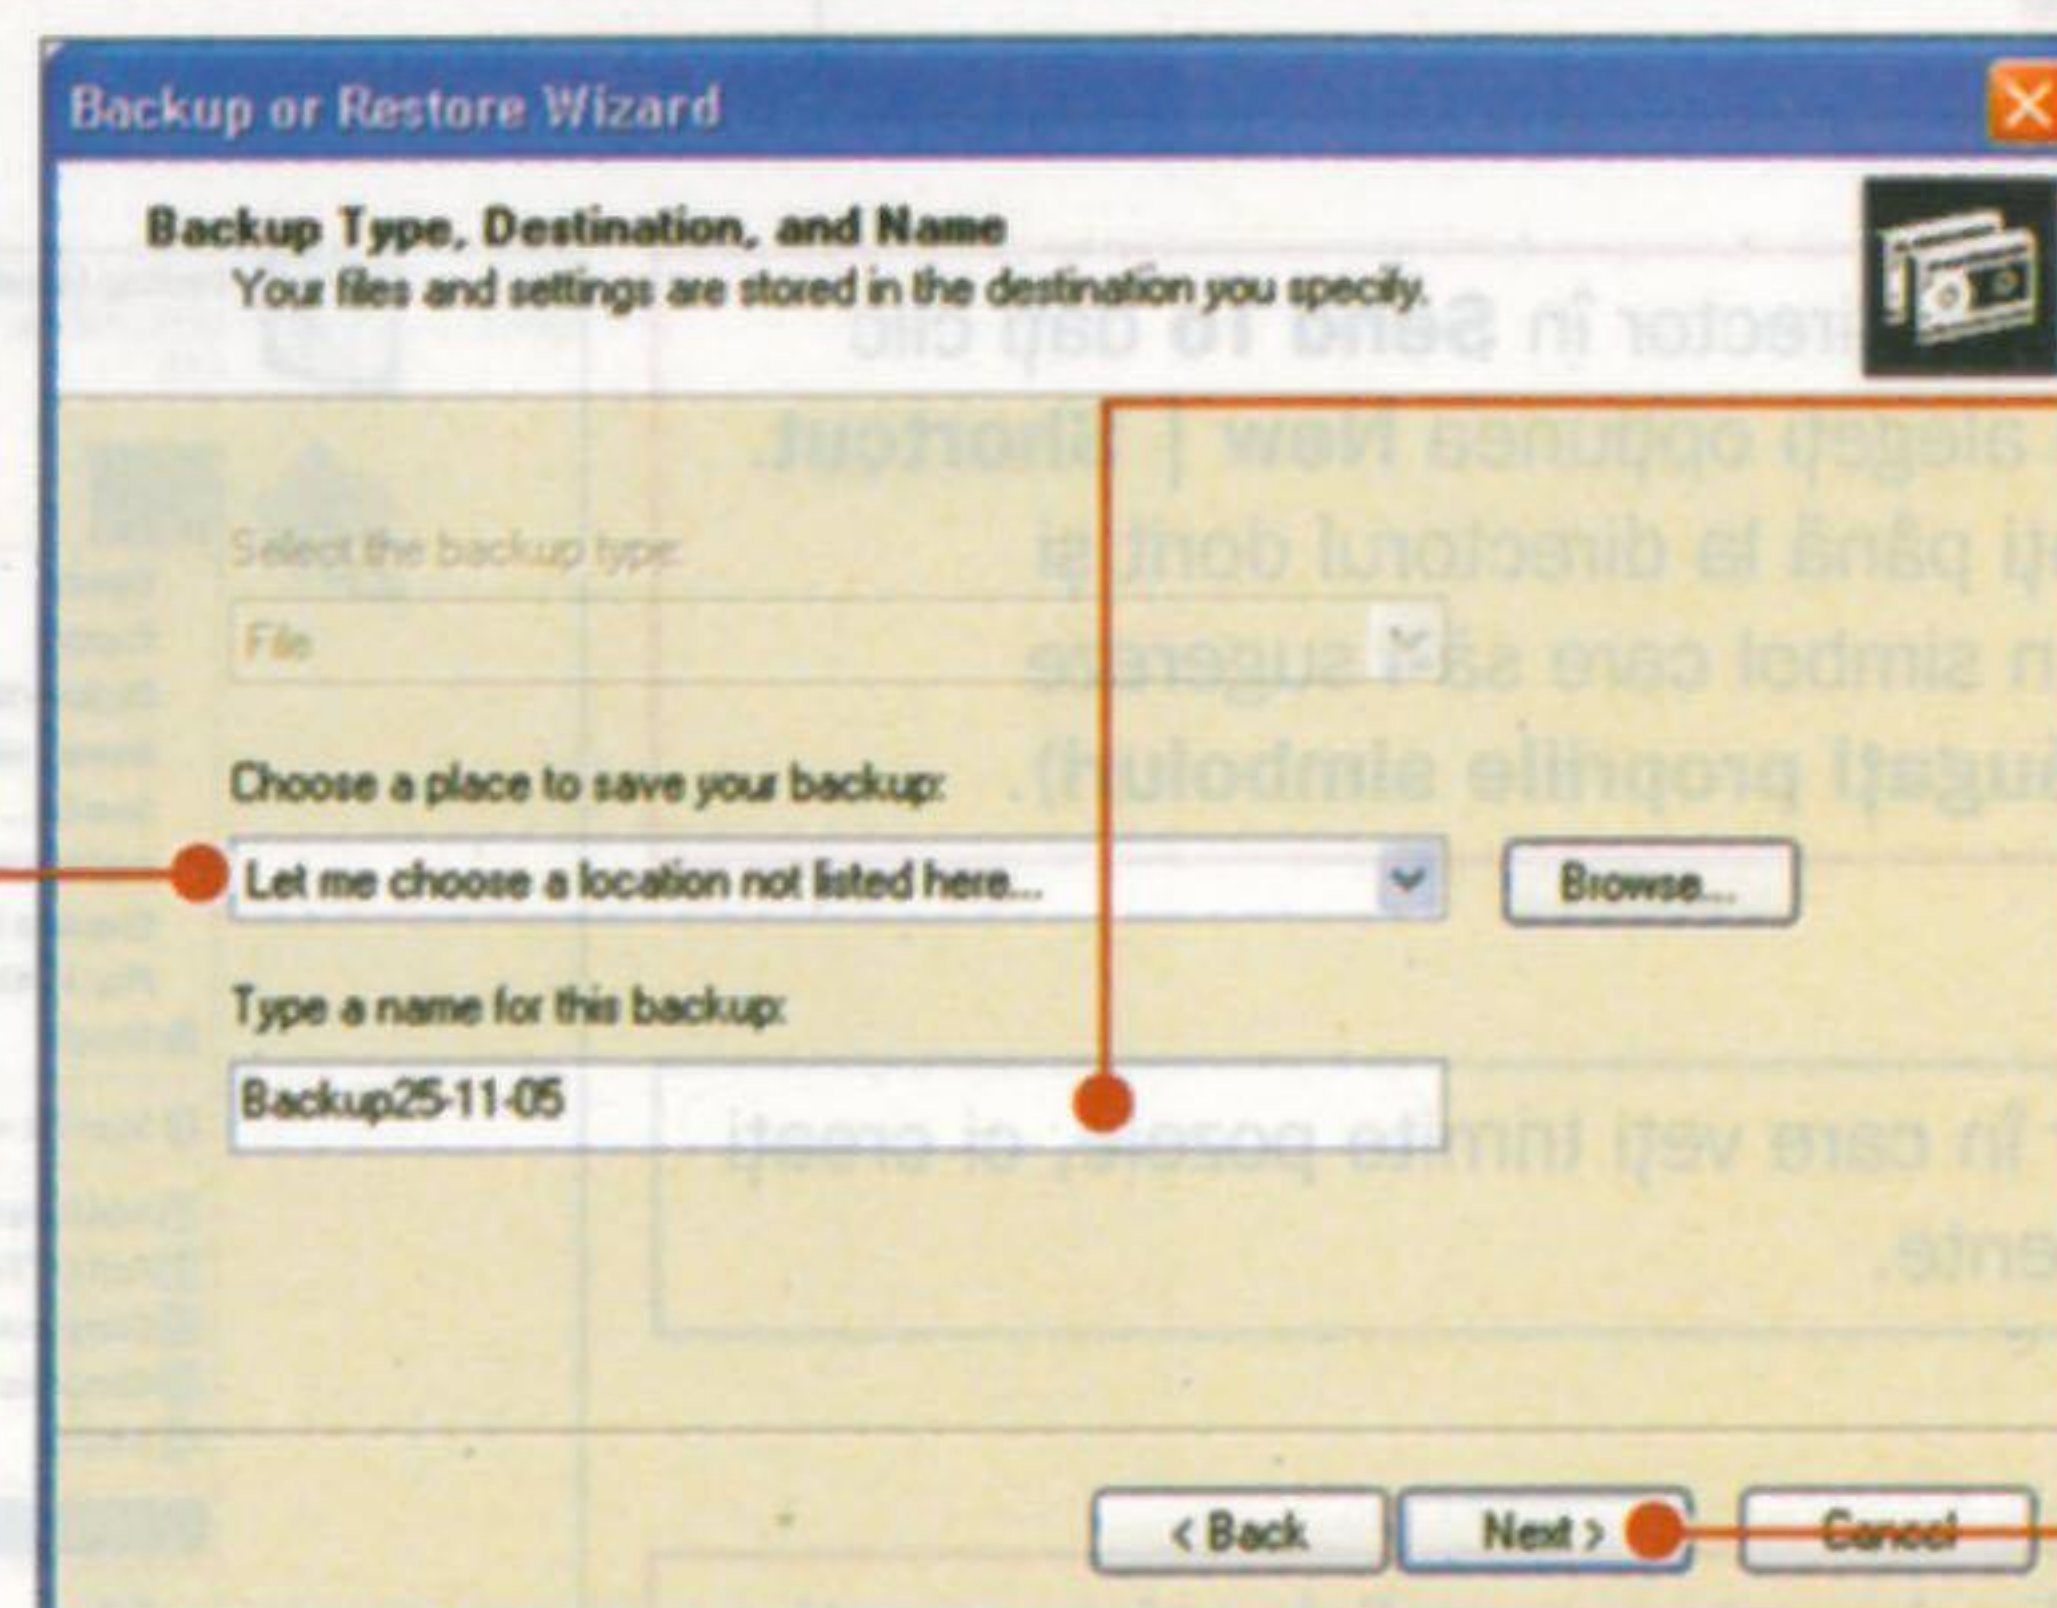 Backup or Restore Wizard
Backup Type, Destination, and Name
Your files and settings are stored in the destination you specify.
Select the backup type:
File
Choose a place to save your backup:
Let me choose a location not listed here...
Browse...
Type a name for this backup:
Backup25-11-05
< Back
Next >
Cancel